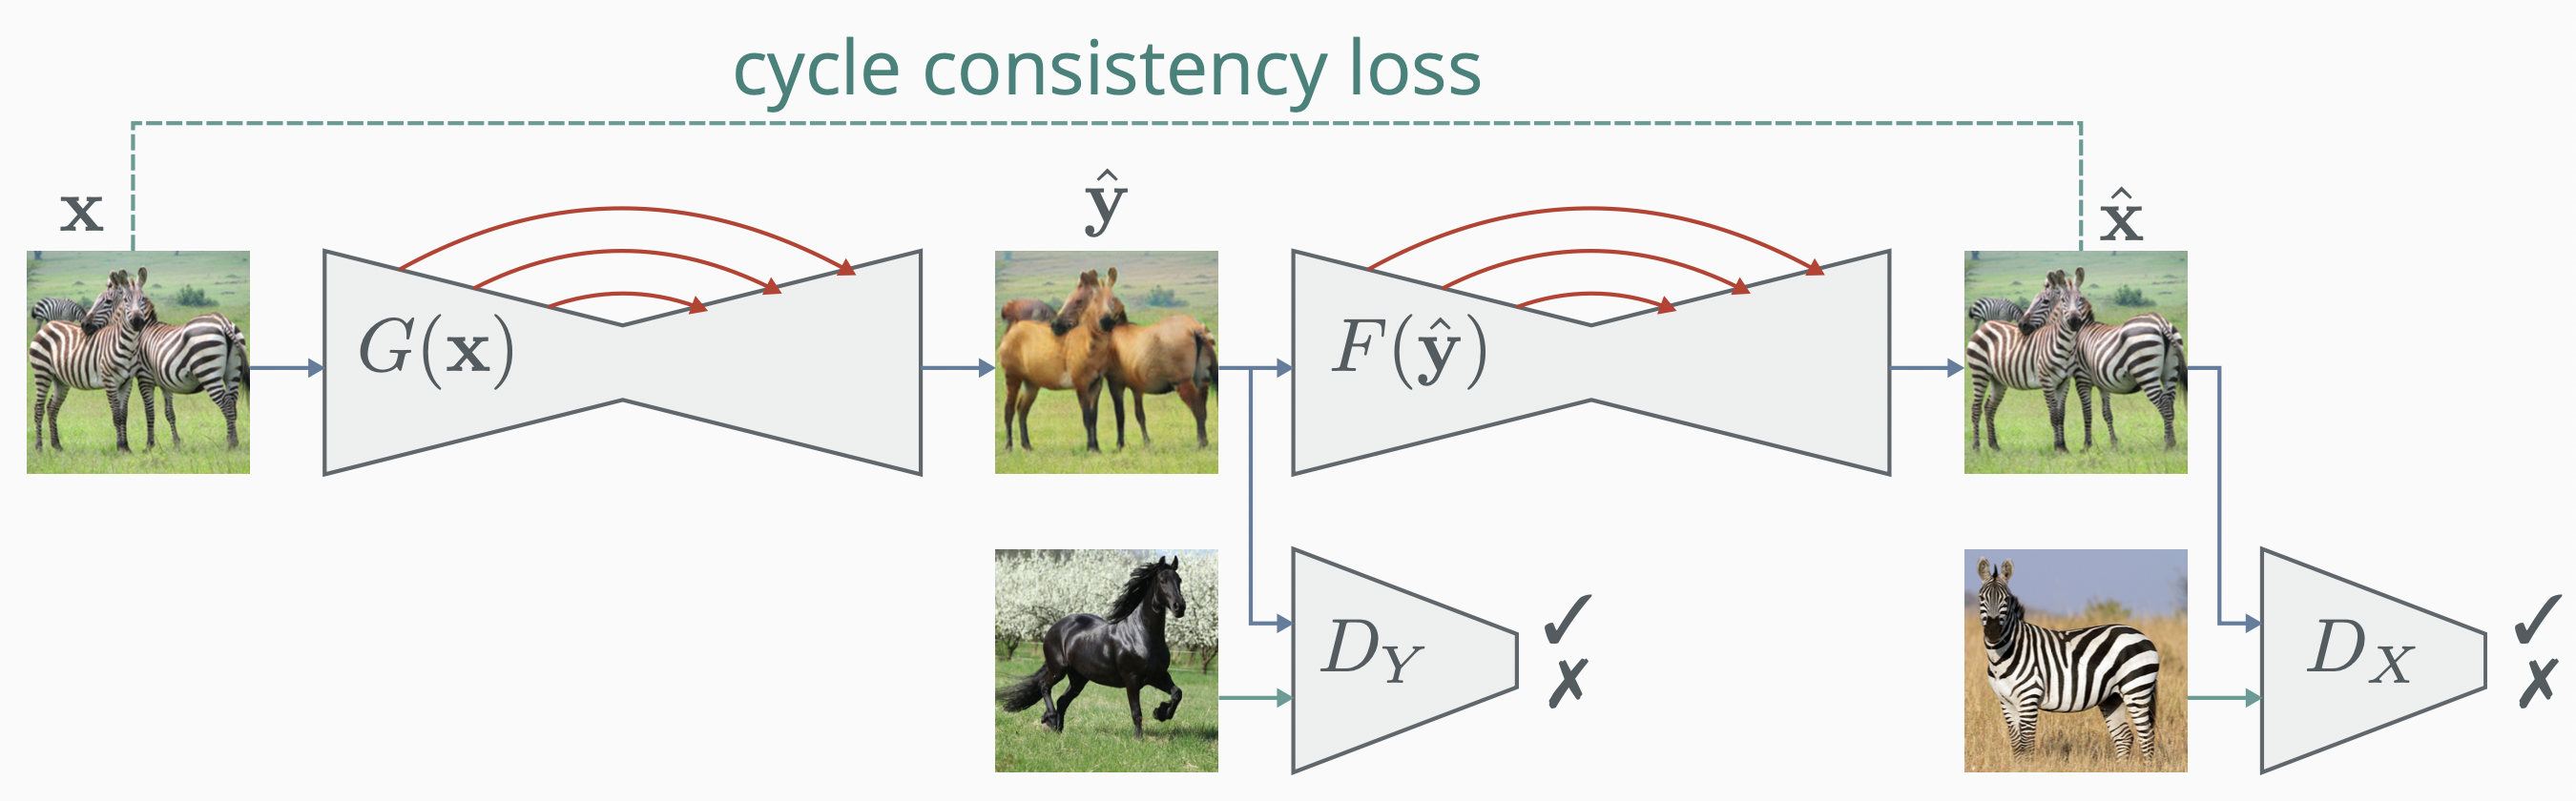 cycle consistency loss
x
ŷ
x̂
G(x)
F(ŷ)
D_Y
✓
✗
D_X
✓
✗